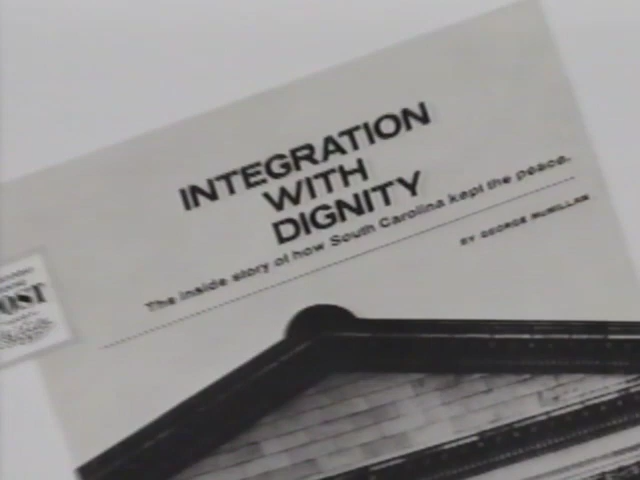 INTEGRATION
WITH
DIGNITY
The inside story of how South Carolina kept the peace.
BY GEORGE McMILLAN
POST